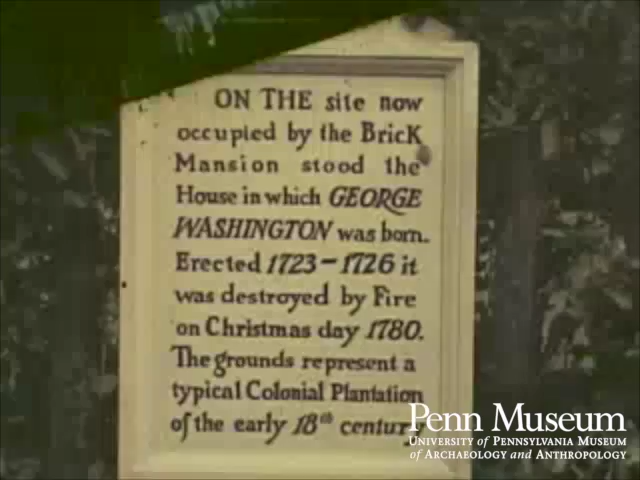 ON THE site now
occupied by the BricK
Mansion stood the
House in which GEORGE
WASHINGTON was born.
Erected 1723-1726 it
was destroyed by Fire
on Christmas day 1780.
The grounds represent a
typical Colonial Plantation
of the early 18th century
Penn Museum
UNIVERSITY of PENNSYLVANIA MUSEUM
of ARCHAEOLOGY and ANTHROPOLOGY